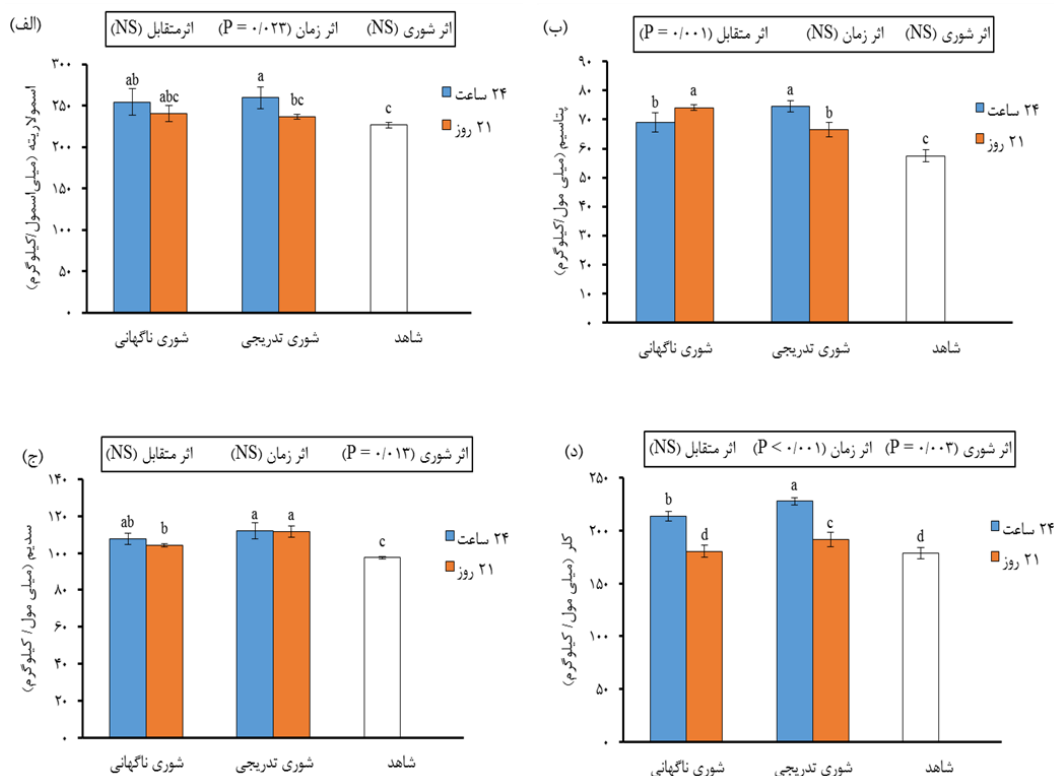 (الف)
اثرمتقابل (NS) اثر زمان (P = ۰/۰۲۳) اثر شوری (NS)
اسمولاریته (میلی‌اسمول/کیلوگرم)
۳۰۰
۲۵۰
۲۰۰
۱۵۰
۱۰۰
۵۰
۰
ab
abc
a
bc
c
۲۴ ساعت
۲۱ روز
شوری ناگهانی شوری تدریجی شاهد
(ب)
اثر متقابل (P = ۰/۰۰۱) اثر زمان (NS) اثر شوری (NS)
پتاسیم (میلی مول/کیلوگرم)
۹۰
۸۰
۷۰
۶۰
۵۰
۴۰
۳۰
۲۰
۱۰
۰
b
a
a
b
c
۲۴ ساعت
۲۱ روز
شوری ناگهانی شوری تدریجی شاهد
(ج)
اثر متقابل (NS) اثر زمان (NS) اثر شوری (P = ۰/۰۱۳)
سدیم (میلی مول/ کیلوگرم)
۱۴۰
۱۲۰
۱۰۰
۸۰
۶۰
۴۰
۲۰
۰
ab
b
a
a
c
۲۴ ساعت
۲۱ روز
شوری ناگهانی شوری تدریجی شاهد
(د)
اثر متقابل (NS) اثر زمان (P < ۰/۰۰۱) اثر شوری (P = ۰/۰۰۳)
کلر (میلی مول/ کیلوگرم)
۲۵۰
۲۰۰
۱۵۰
۱۰۰
۵۰
۰
b
d
a
c
d
۲۴ ساعت
۲۱ روز
شوری ناگهانی شوری تدریجی شاهد